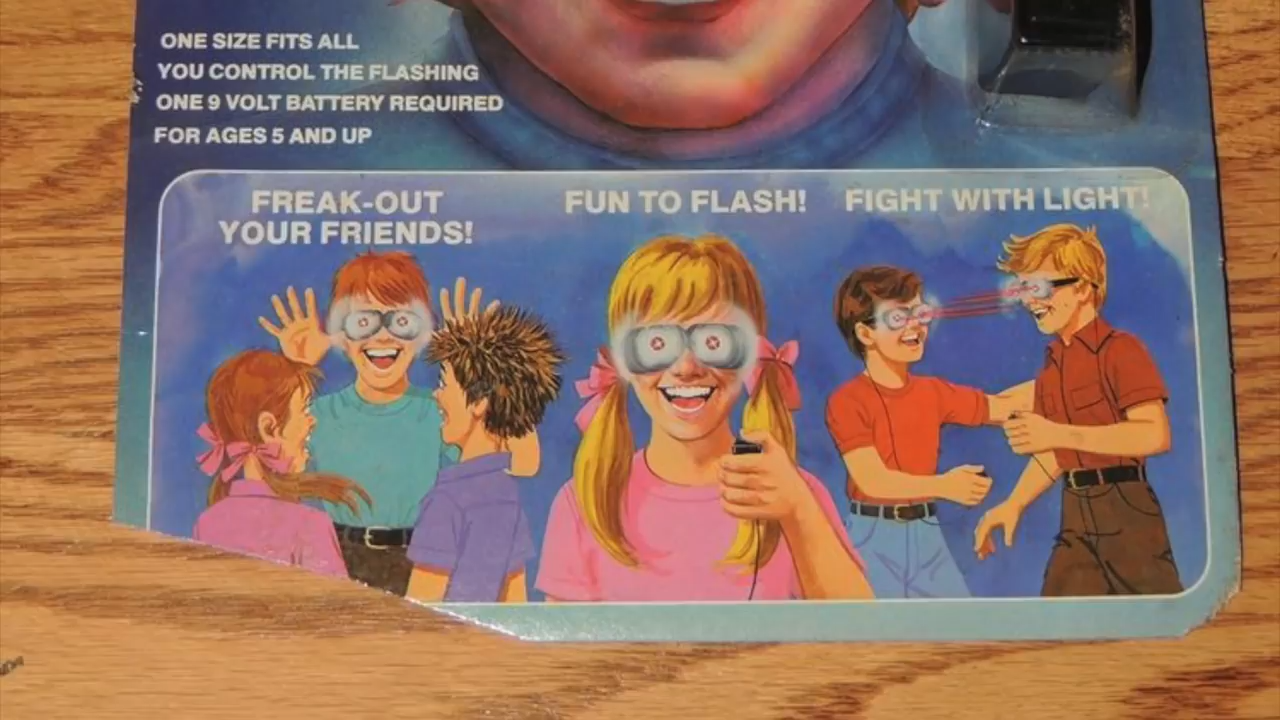 ONE SIZE FITS ALL
YOU CONTROL THE FLASHING
ONE 9 VOLT BATTERY REQUIRED
FOR AGES 5 AND UP
FREAK-OUT
YOUR FRIENDS!
FUN TO FLASH!
FIGHT WITH LIGHT!